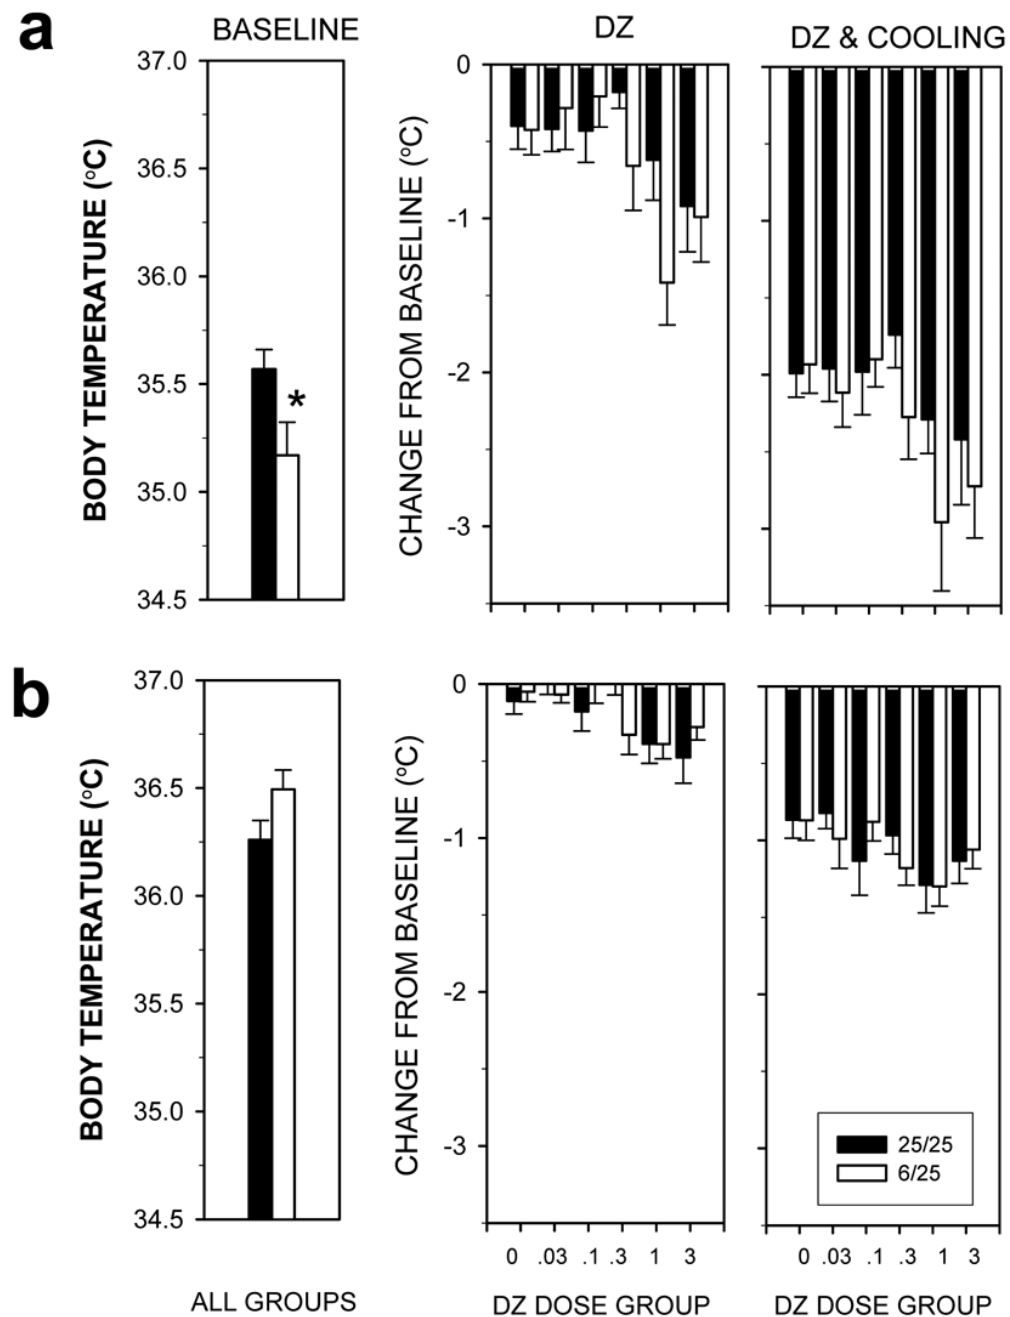 a
BASELINE
DZ
DZ & COOLING
BODY TEMPERATURE (°C)
37.0
36.5
36.0
35.5
35.0
34.5
*
CHANGE FROM BASELINE (°C)
0
-1
-2
-3
b
BODY TEMPERATURE (°C)
37.0
36.5
36.0
35.5
35.0
34.5
ALL GROUPS
CHANGE FROM BASELINE (°C)
0
-1
-2
-3
0 .03 .1 .3 1 3
DZ DOSE GROUP
25/25
6/25
0 .03 .1 .3 1 3
DZ DOSE GROUP